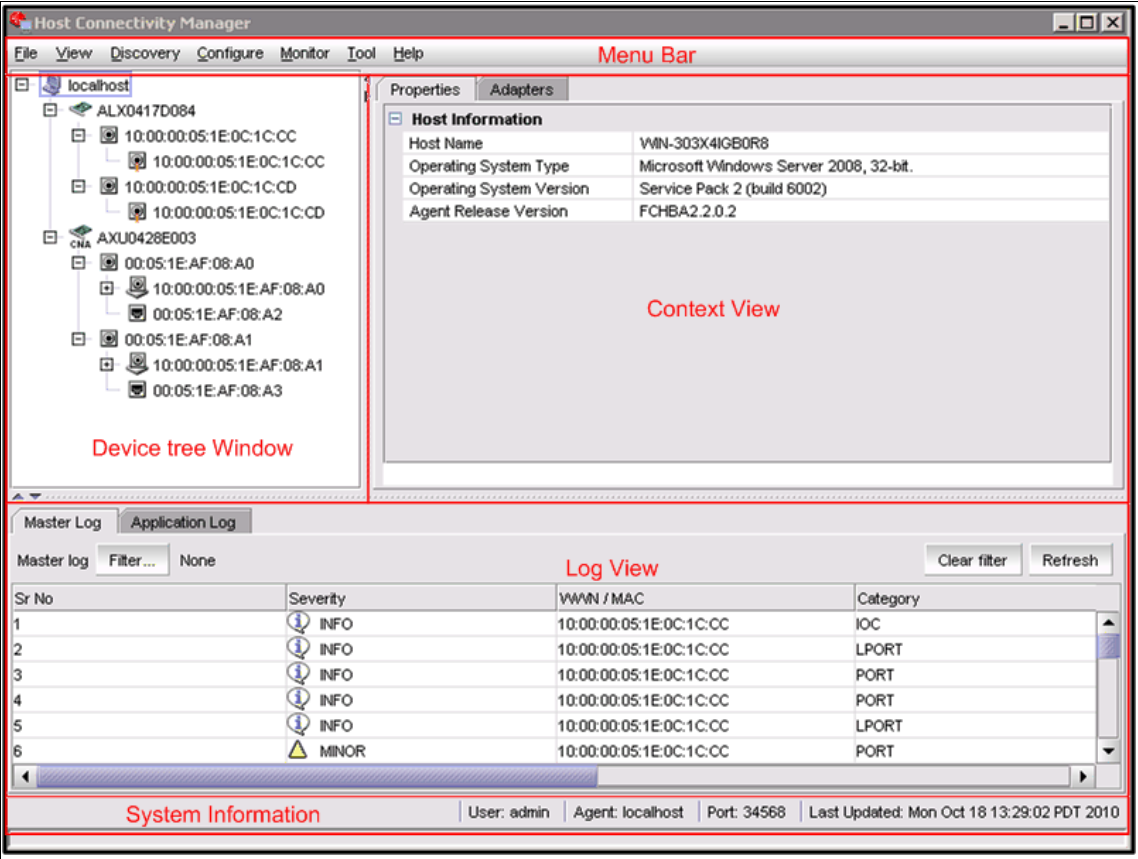 Host Connectivity Manager
File View Discovery Configure Monitor Tool Help
Menu Bar
localhost
ALX0417D084
10:00:00:05:1E:0C:1C:CC
10:00:00:05:1E:0C:1C:CC
10:00:00:05:1E:0C:1C:CD
10:00:00:05:1E:0C:1C:CD
CNA AXU0428E003
00:05:1E:AF:08:A0
10:00:00:05:1E:AF:08:A0
00:05:1E:AF:08:A2
00:05:1E:AF:08:A1
10:00:00:05:1E:AF:08:A1
00:05:1E:AF:08:A3
Device tree Window
Properties Adapters
Host Information
Host Name WIN-303X4IGB0R8
Operating System Type Microsoft Windows Server 2008, 32-bit.
Operating System Version Service Pack 2 (build 6002)
Agent Release Version FCHBA2.2.0.2
Context View
Master Log Application Log
Master log Filter... None Clear filter Refresh
Log View
Sr No Severity WWN / MAC Category
1 INFO 10:00:00:05:1E:0C:1C:CC IOC
2 INFO 10:00:00:05:1E:0C:1C:CC LPORT
3 INFO 10:00:00:05:1E:0C:1C:CC PORT
4 INFO 10:00:00:05:1E:0C:1C:CC PORT
5 INFO 10:00:00:05:1E:0C:1C:CC LPORT
6 MINOR 10:00:00:05:1E:0C:1C:CC PORT
System Information
User: admin Agent: localhost Port: 34568 Last Updated: Mon Oct 18 13:29:02 PDT 2010